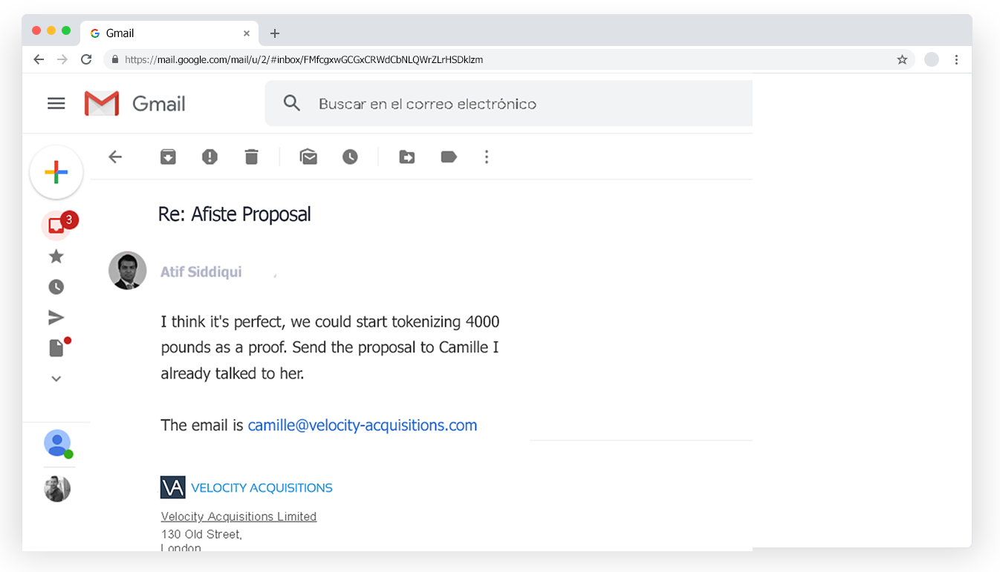 Gmail
https://mail.google.com/mail/u/2/#inbox/FMfcgxwGCGxCRWdCbNLQWrZLrHSDklzm
Gmail
Buscar en el correo electrónico
3
Re: Afiste Proposal
Atif Siddiqui
I think it's perfect, we could start tokenizing 4000
pounds as a proof. Send the proposal to Camille I
already talked to her.
The email is camille@velocity-acquisitions.com
VA VELOCITY ACQUISITIONS
Velocity Acquisitions Limited
130 Old Street,
London